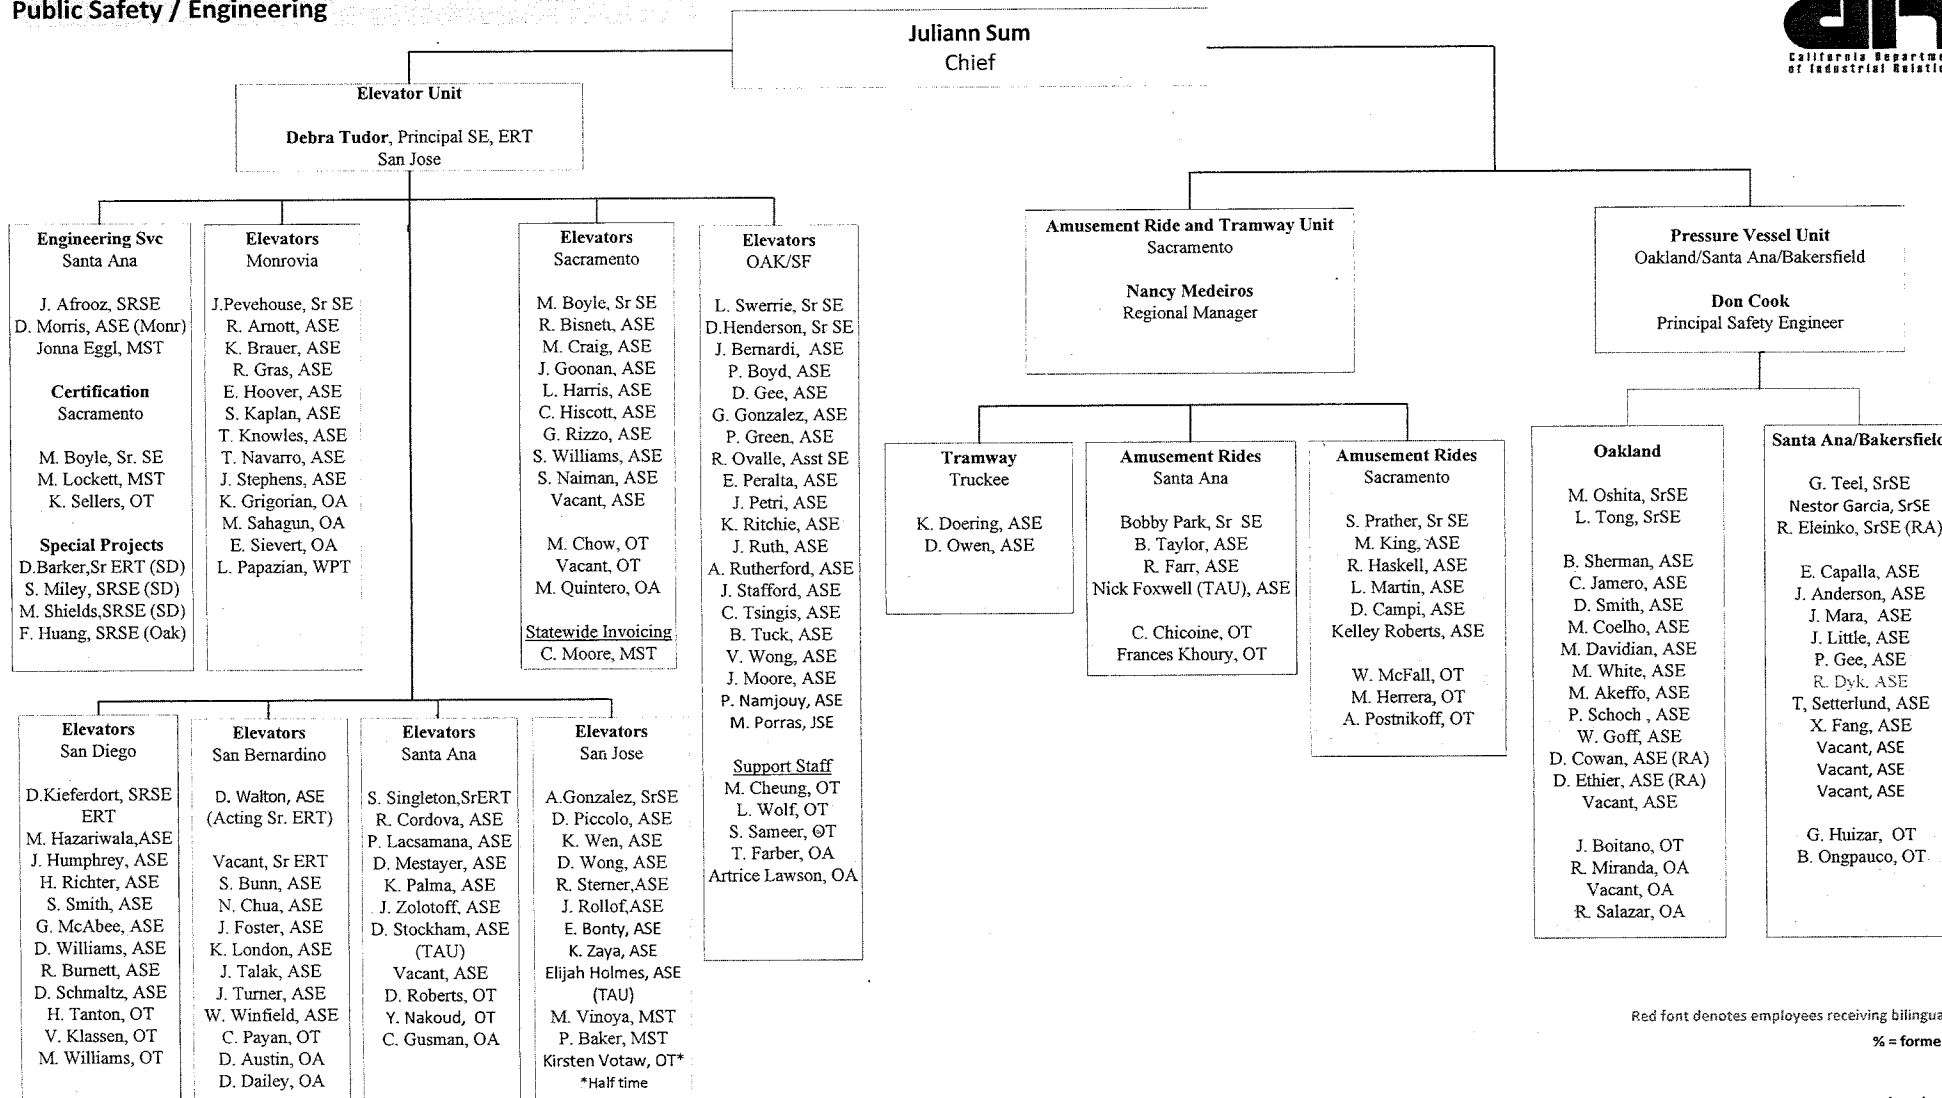 Public Safety / Engineering
Juliann Sum
Chief
California Departme
of Industrial Relatio
Elevator Unit
Debra Tudor, Principal SE, ERT
San Jose
Engineering Svc
Santa Ana
J. Afrooz, SRSE
D. Morris, ASE (Monr)
Jonna Eggl, MST
Certification
Sacramento
M. Boyle, Sr. SE
M. Lockett, MST
K. Sellers, OT
Special Projects
D.Barker,Sr ERT (SD)
S. Miley, SRSE (SD)
M. Shields,SRSE (SD)
F. Huang, SRSE (Oak)
Elevators
Monrovia
J.Pevehouse, Sr SE
R. Arnott, ASE
K. Brauer, ASE
R. Gras, ASE
E. Hoover, ASE
S. Kaplan, ASE
T. Knowles, ASE
T. Navarro, ASE
J. Stephens, ASE
K. Grigorian, OA
M. Sahagun, OA
E. Sievert, OA
L. Papazian, WPT
Elevators
Sacramento
M. Boyle, Sr SE
R. Bisnett, ASE
M. Craig, ASE
J. Goonan, ASE
L. Harris, ASE
C. Hiscott, ASE
G. Rizzo, ASE
S. Williams, ASE
S. Naiman, ASE
Vacant, ASE
M. Chow, OT
Vacant, OT
M. Quintero, OA
Statewide Invoicing
C. Moore, MST
Elevators
OAK/SF
L. Swerrie, Sr SE
D.Henderson, Sr SE
J. Bernardi, ASE
P. Boyd, ASE
D. Gee, ASE
G. Gonzalez, ASE
P. Green, ASE
R. Ovalle, Asst SE
E. Peralta, ASE
J. Petri, ASE
K. Ritchie, ASE
J. Ruth, ASE
A. Rutherford, ASE
J. Stafford, ASE
C. Tsingis, ASE
B. Tuck, ASE
V. Wong, ASE
J. Moore, ASE
P. Namjouy, ASE
M. Porras, JSE
Support Staff
M. Cheung, OT
L. Wolf, OT
S. Sameer, OT
T. Farber, OA
Artrice Lawson, OA
Elevators
San Diego
D.Kieferdort, SRSE
ERT
M. Hazariwala,ASE
J. Humphrey, ASE
H. Richter, ASE
S. Smith, ASE
G. McAbee, ASE
D. Williams, ASE
R. Burnett, ASE
D. Schmaltz, ASE
H. Tanton, OT
V. Klassen, OT
M. Williams, OT
Elevators
San Bernardino
D. Walton, ASE
(Acting Sr. ERT)
Vacant, Sr ERT
S. Bunn, ASE
N. Chua, ASE
J. Foster, ASE
K. London, ASE
J. Talak, ASE
J. Turner, ASE
W. Winfield, ASE
C. Payan, OT
D. Austin, OA
D. Dailey, OA
Elevators
Santa Ana
S. Singleton,SrERT
R. Cordova, ASE
P. Lacsamana, ASE
D. Mestayer, ASE
K. Palma, ASE
J. Zolotoff, ASE
D. Stockham, ASE
(TAU)
Vacant, ASE
D. Roberts, OT
Y. Nakoud, OT
C. Gusman, OA
Elevators
San Jose
A.Gonzalez, SrSE
D. Piccolo, ASE
K. Wen, ASE
D. Wong, ASE
R. Sterner,ASE
J. Rollof,ASE
E. Bonty, ASE
K. Zaya, ASE
Elijah Holmes, ASE
(TAU)
M. Vinoya, MST
P. Baker, MST
Kirsten Votaw, OT*
*Half time
Amusement Ride and Tramway Unit
Sacramento
Nancy Medeiros
Regional Manager
Tramway
Truckee
K. Doering, ASE
D. Owen, ASE
Amusement Rides
Santa Ana
Bobby Park, Sr SE
B. Taylor, ASE
R. Farr, ASE
Nick Foxwell (TAU), ASE
C. Chicoine, OT
Frances Khoury, OT
Amusement Rides
Sacramento
S. Prather, Sr SE
M. King, ASE
R. Haskell, ASE
L. Martin, ASE
D. Campi, ASE
Kelley Roberts, ASE
W. McFall, OT
M. Herrera, OT
A. Postnikoff, OT
Pressure Vessel Unit
Oakland/Santa Ana/Bakersfield
Don Cook
Principal Safety Engineer
Oakland
M. Oshita, SrSE
L. Tong, SrSE
B. Sherman, ASE
C. Jamero, ASE
D. Smith, ASE
M. Coelho, ASE
M. Davidian, ASE
M. White, ASE
M. Akeffo, ASE
P. Schoch , ASE
W. Goff, ASE
D. Cowan, ASE (RA)
D. Ethier, ASE (RA)
Vacant, ASE
J. Boitano, OT
R. Miranda, OA
Vacant, OA
R. Salazar, OA
Santa Ana/Bakersfield
G. Teel, SrSE
Nestor Garcia, SrSE
R. Eleinko, SrSE (RA)
E. Capalla, ASE
J. Anderson, ASE
J. Mara, ASE
J. Little, ASE
P. Gee, ASE
R. Dyk, ASE
T, Setterlund, ASE
X. Fang, ASE
Vacant, ASE
Vacant, ASE
Vacant, ASE
G. Huizar, OT
B. Ongpauco, OT
Red font denotes employees receiving bilingua
% = forme